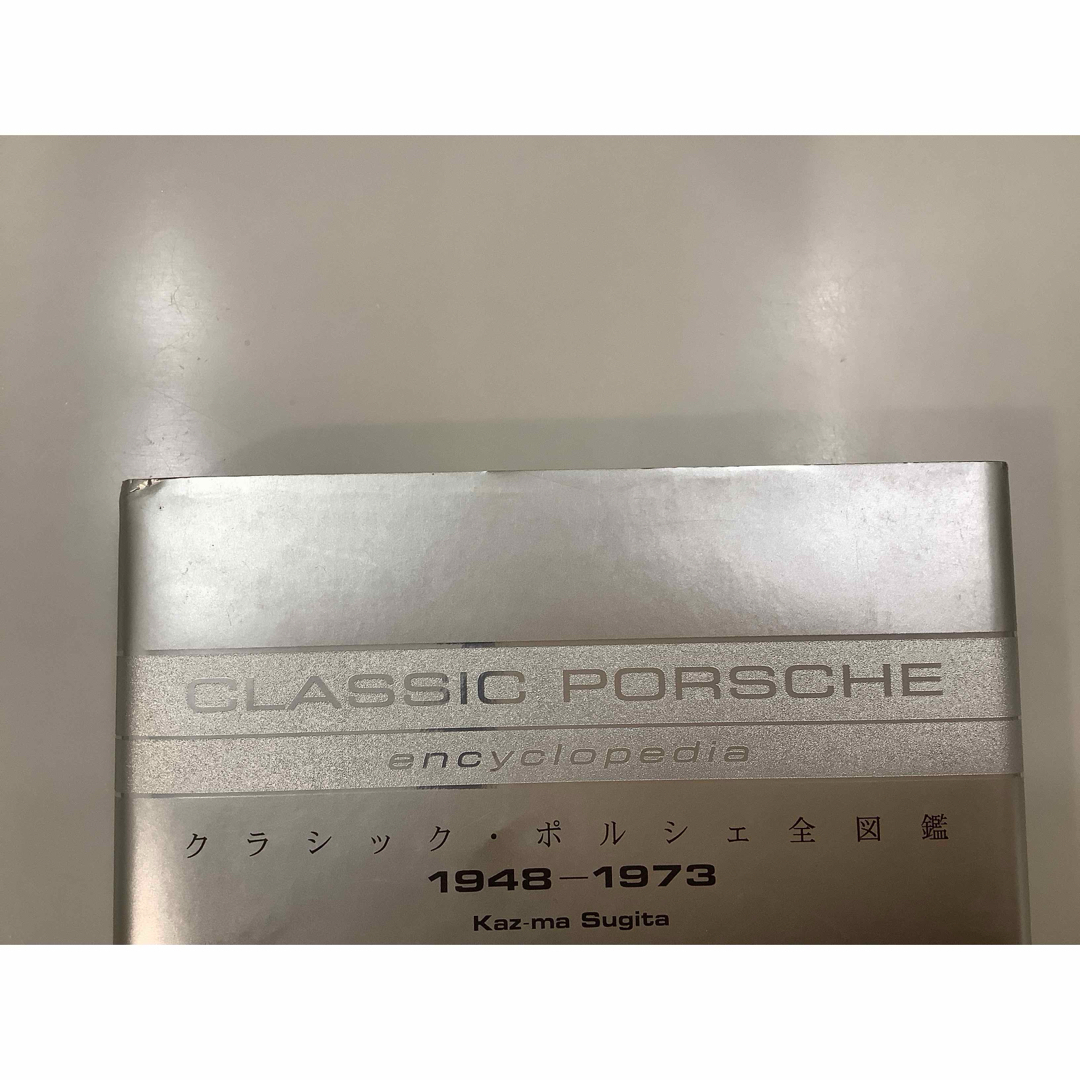 CLASSIC PORSCHE
encyclopedia
クラシック・ポルシェ全図鑑
1948-1973
Kaz-ma Sugita